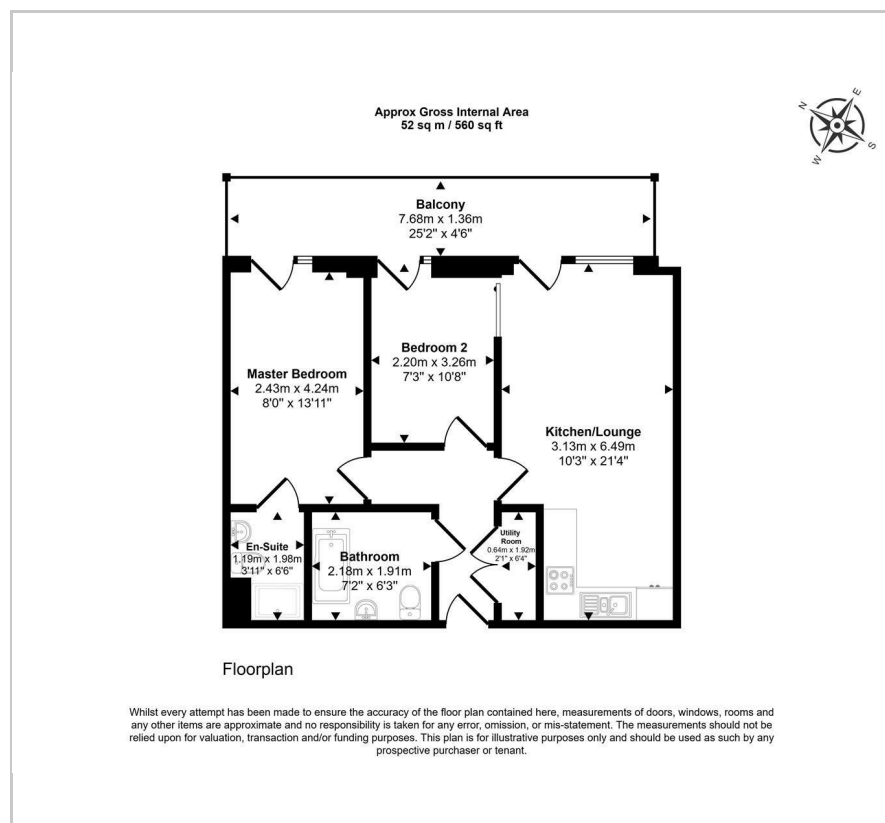 Approx Gross Internal Area
52 sq m / 560 sq ft
N
E
S
W
Balcony
7.68m x 1.36m
25'2" x 4'6"
Master Bedroom
2.43m x 4.24m
8'0" x 13'11"
Bedroom 2
2.20m x 3.26m
7'3" x 10'8"
Kitchen/Lounge
3.13m x 6.49m
10'3" x 21'4"
En-Suite
1.19m x 1.98m
3'11" x 6'6"
Bathroom
2.18m x 1.91m
7'2" x 6'3"
Utility
Room
0.64m x 1.92m
2'1" x 6'4"
Floorplan
Whilst every attempt has been made to ensure the accuracy of the floor plan contained here, measurements of doors, windows, rooms and
any other items are approximate and no responsibility is taken for any error, omission, or mis-statement. The measurements should not be
relied upon for valuation, transaction and/or funding purposes. This plan is for illustrative purposes only and should be used as such by any
prospective purchaser or tenant.